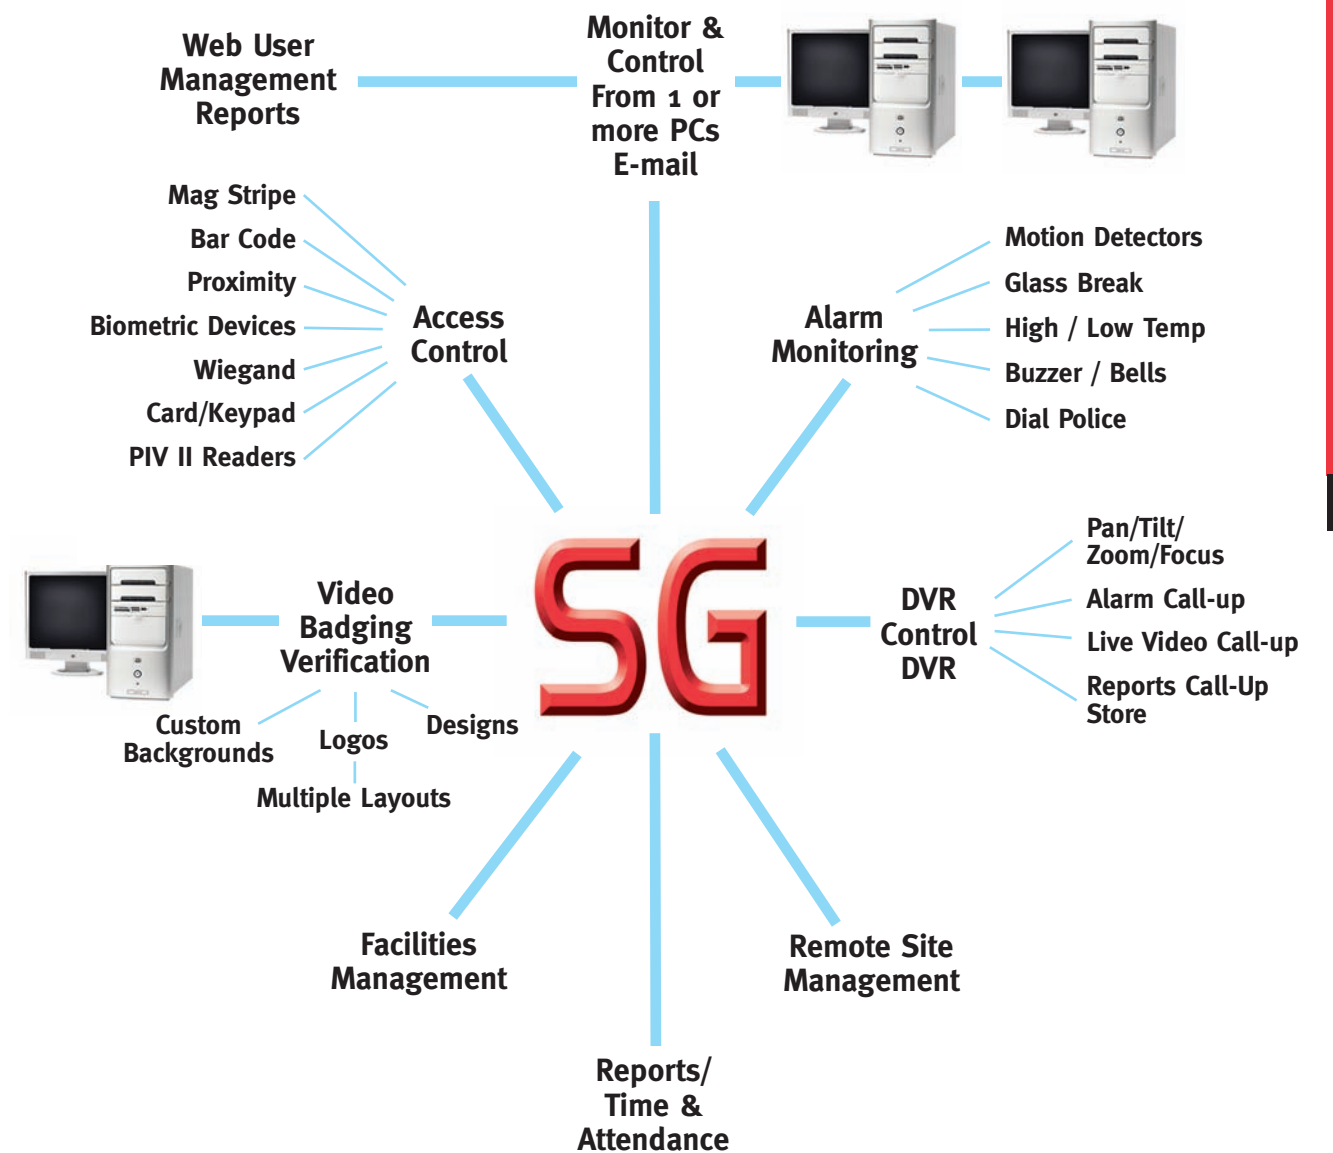 Web User
Management
Reports
Monitor &
Control
From 1 or
more PCs
E-mail
Mag Stripe
Bar Code
Proximity
Biometric Devices
Wiegand
Card/Keypad
PIV II Readers
Access
Control
Alarm
Monitoring
Motion Detectors
Glass Break
High / Low Temp
Buzzer / Bells
Dial Police
Video
Badging
Verification
Custom
Backgrounds
Logos
Designs
Multiple Layouts
SG
DVR
Control
DVR
Pan/Tilt/
Zoom/Focus
Alarm Call-up
Live Video Call-up
Reports Call-Up
Store
Facilities
Management
Remote Site
Management
Reports/
Time &
Attendance